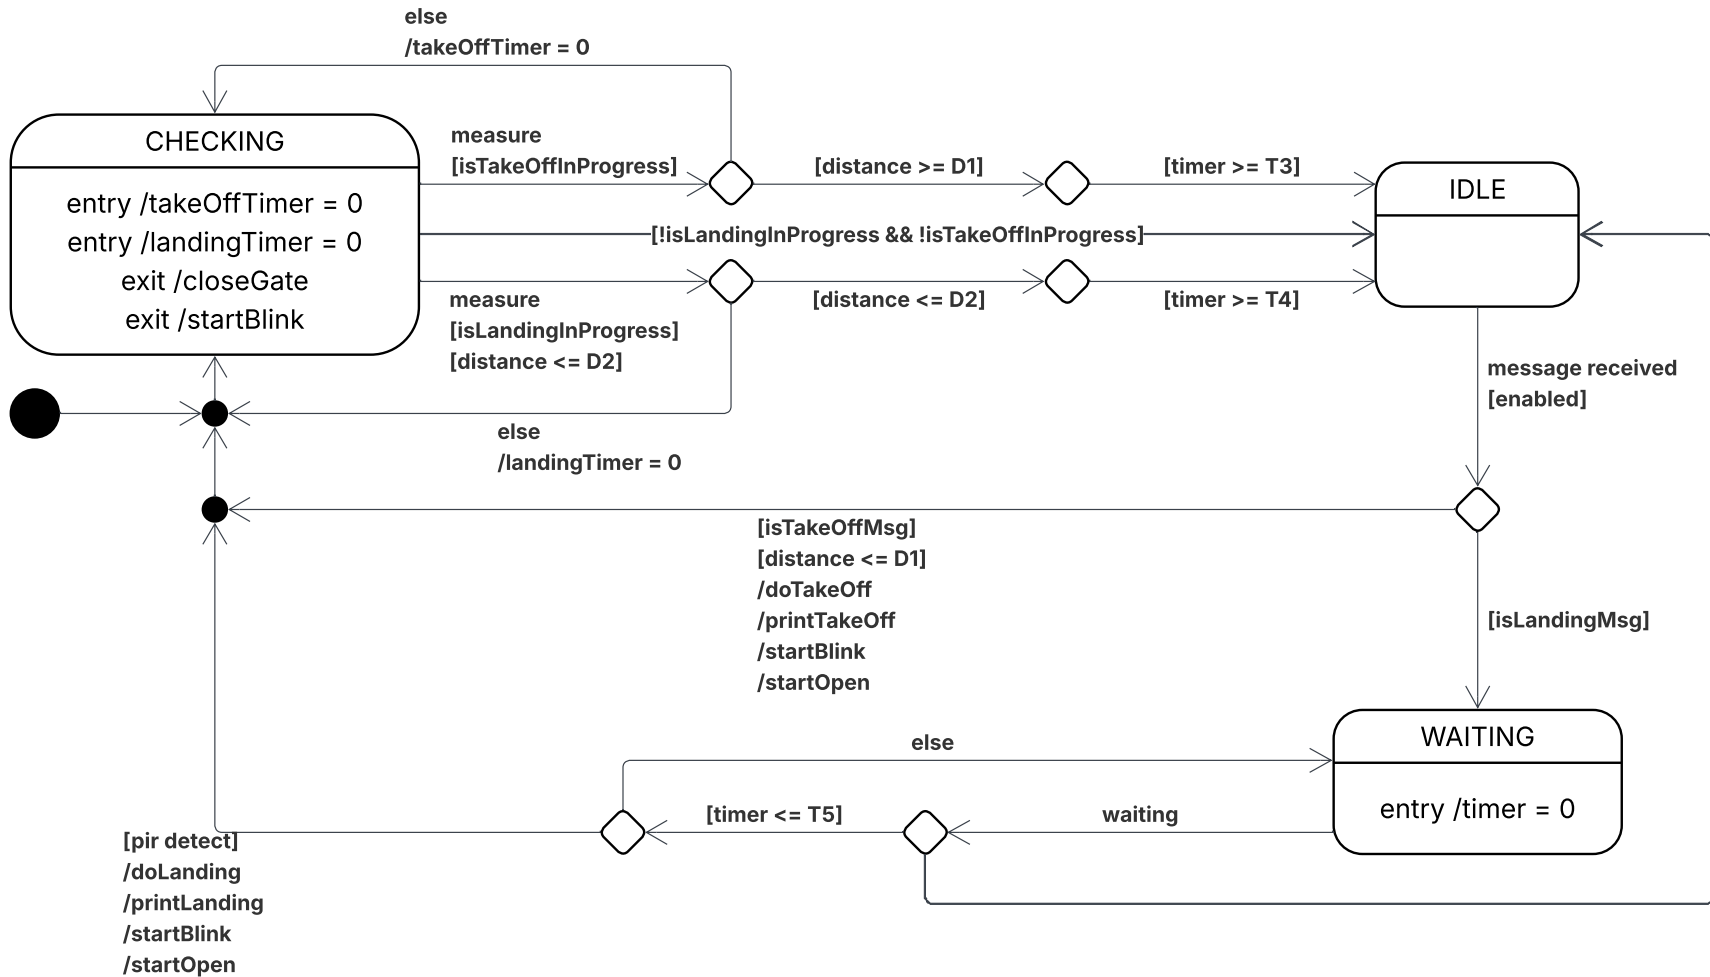 else
/takeOffTimer = 0
CHECKING
entry /takeOffTimer = 0
entry /landingTimer = 0
exit /closeGate
exit /startBlink
measure
[isTakeOffInProgress]
[distance >= D1]
[timer >= T3]
IDLE
[!isLandingInProgress && !isTakeOffInProgress]
measure
[isLandingInProgress]
[distance <= D2]
[distance <= D2]
[timer >= T4]
message received
[enabled]
else
/landingTimer = 0
[isTakeOffMsg]
[distance <= D1]
/doTakeOff
/printTakeOff
/startBlink
/startOpen
[isLandingMsg]
WAITING
entry /timer = 0
else
[timer <= T5]
waiting
[pir detect]
/doLanding
/printLanding
/startBlink
/startOpen